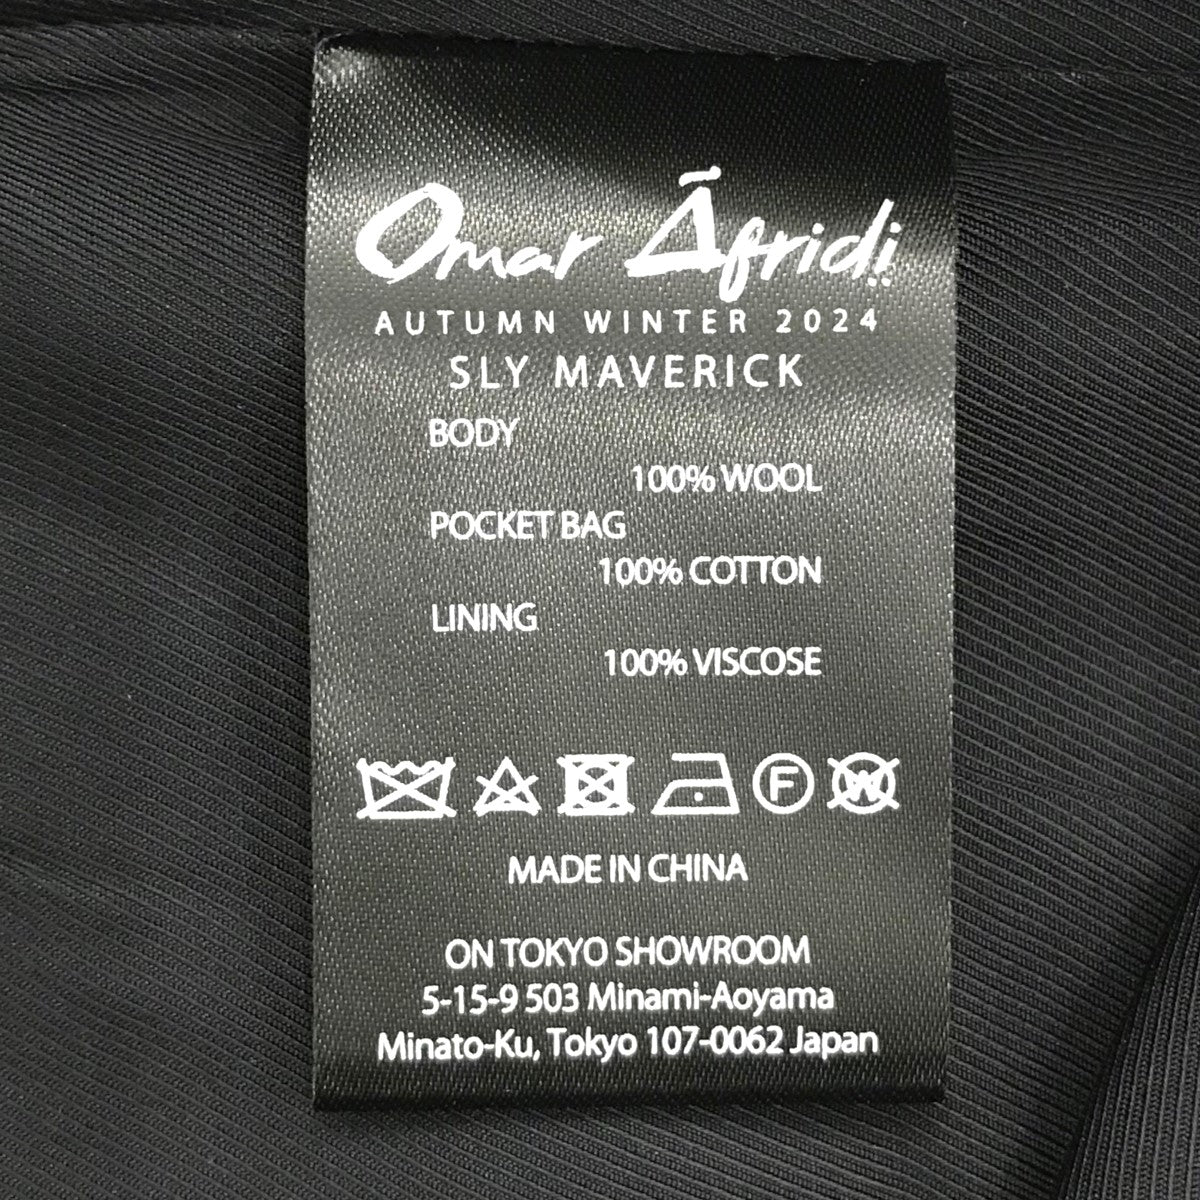 Omar Āfridi
AUTUMN WINTER 2024
SLY MAVERICK
BODY
100% WOOL
POCKET BAG
100% COTTON
LINING
100% VISCOSE
F W
MADE IN CHINA
ON TOKYO SHOWROOM
5-15-9 503 Minami-Aoyama
Minato-Ku, Tokyo 107-0062 Japan